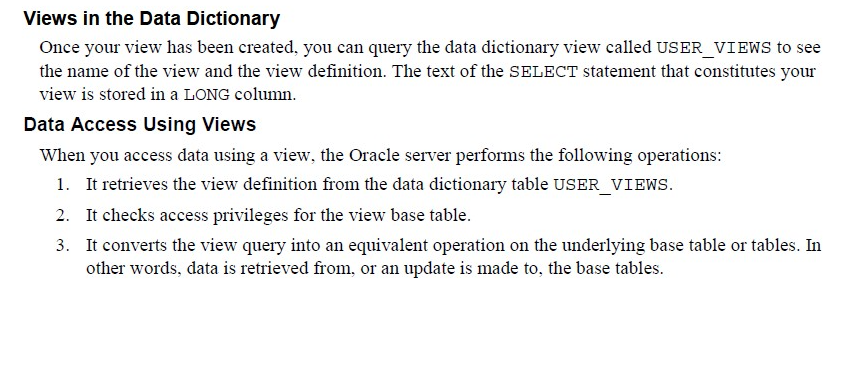 Views in the Data Dictionary
Once your view has been created, you can query the data dictionary view called USER_VIEWS to see
the name of the view and the view definition. The text of the SELECT statement that constitutes your
view is stored in a LONG column.
Data Access Using Views
When you access data using a view, the Oracle server performs the following operations:
1. It retrieves the view definition from the data dictionary table USER_VIEWS.
2. It checks access privileges for the view base table.
3. It converts the view query into an equivalent operation on the underlying base table or tables. In
other words, data is retrieved from, or an update is made to, the base tables.